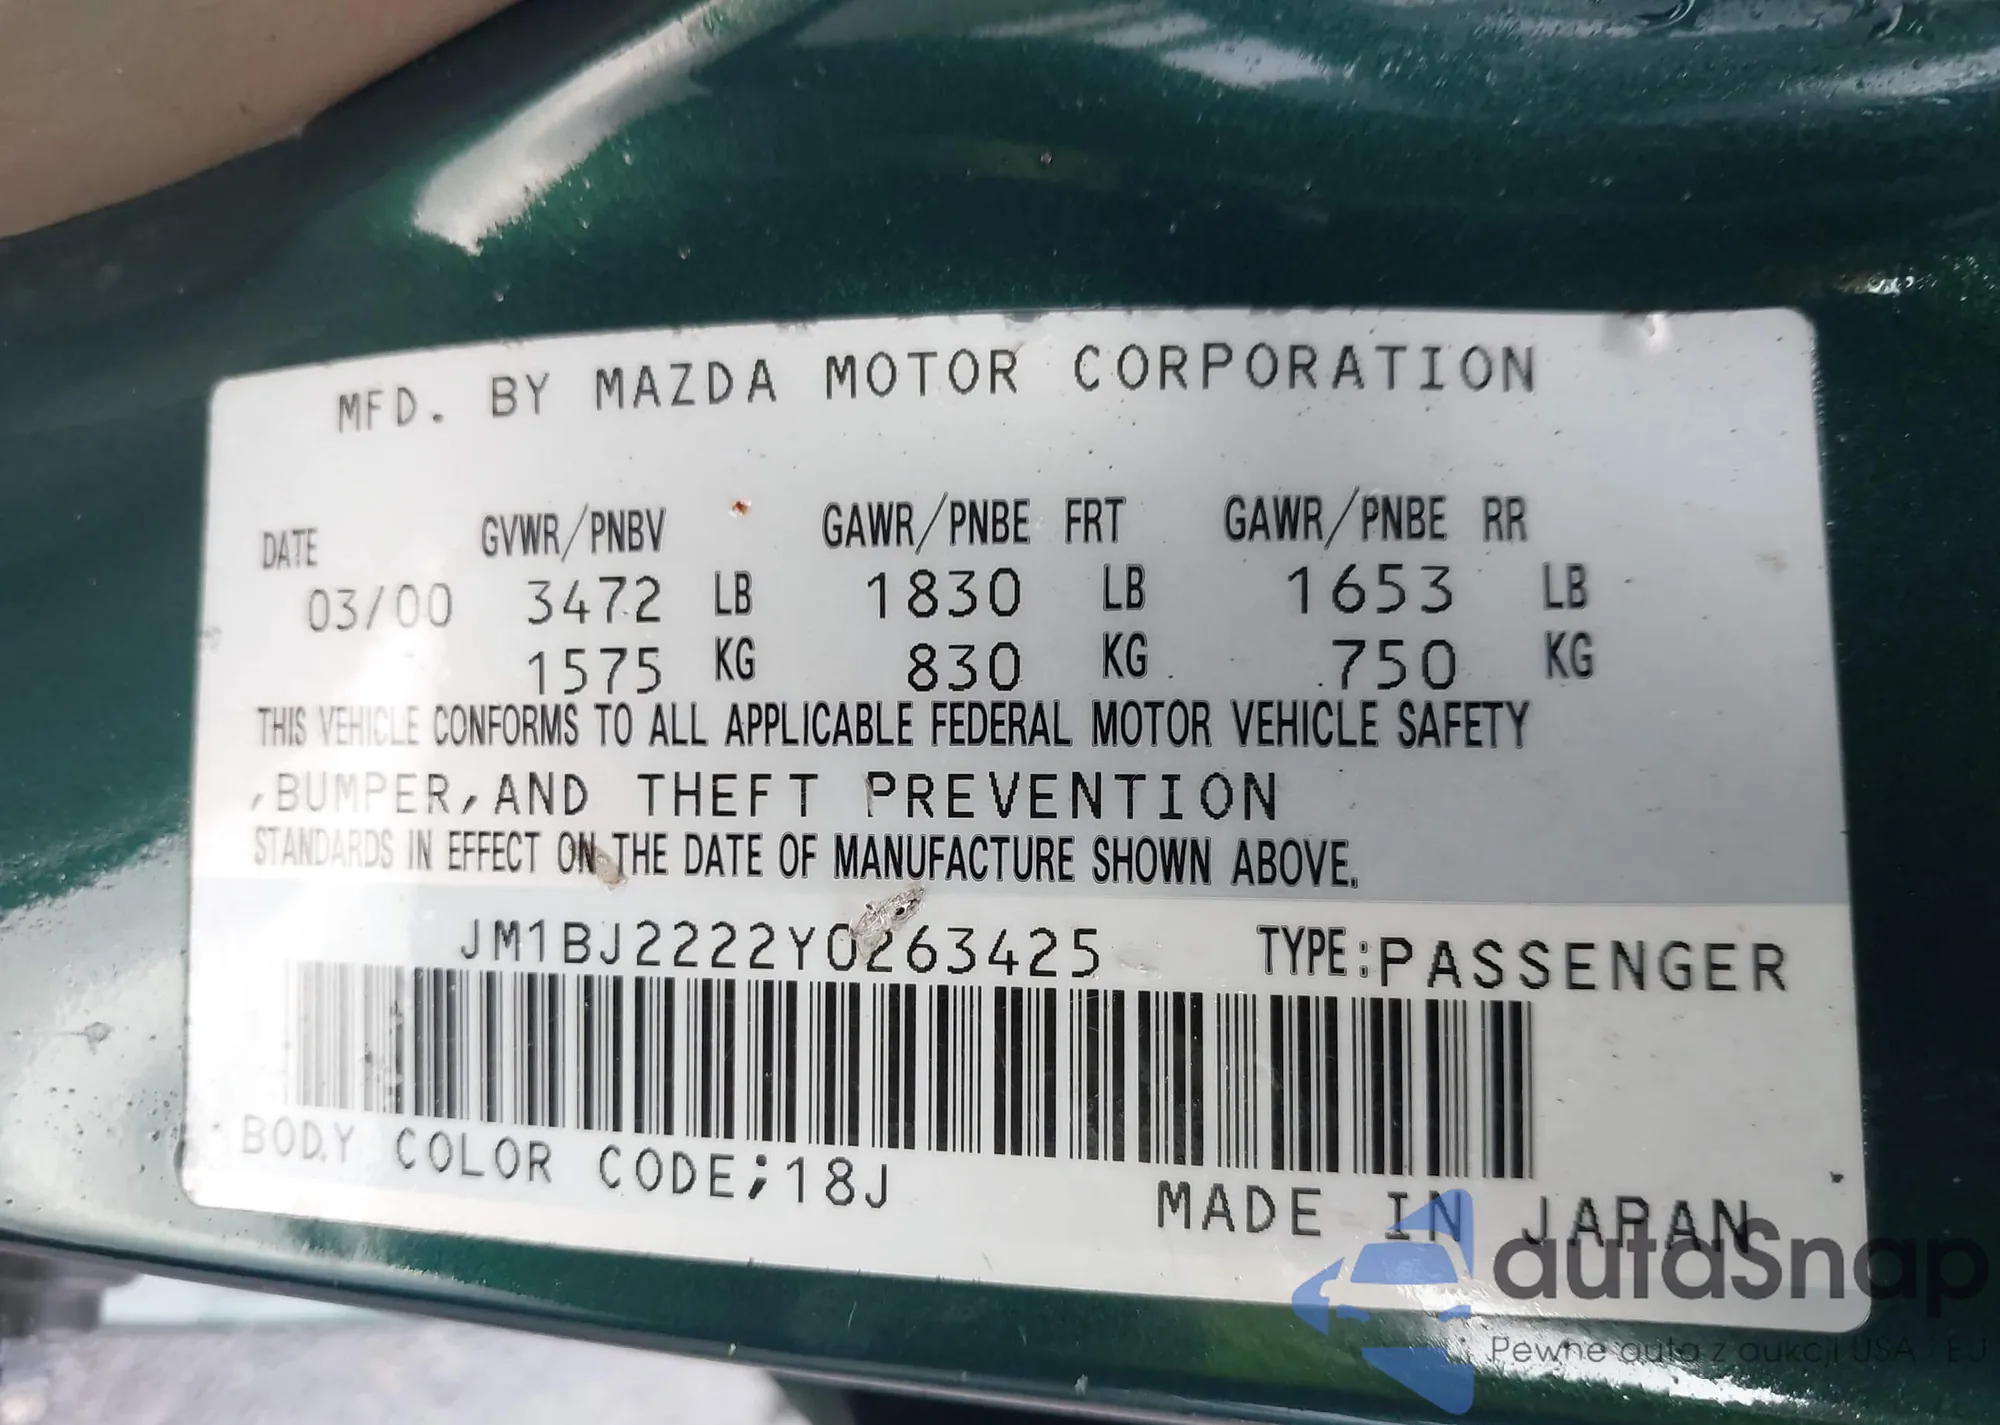 MFD. BY MAZDA MOTOR CORPORATION
DATE GVWR/PNBV GAWR/PNBE FRT GAWR/PNBE RR
03/00 3472 LB 1830 LB 1653 LB
1575 KG 830 KG 750 KG
THIS VEHICLE CONFORMS TO ALL APPLICABLE FEDERAL MOTOR VEHICLE SAFETY
,BUMPER,AND THEFT PREVENTION
STANDARDS IN EFFECT ON THE DATE OF MANUFACTURE SHOWN ABOVE.
JM1BJ2222Y0263425 TYPE:PASSENGER
BODY COLOR CODE;18J
MADE IN JAPAN
autaSnap
Pewne auta z aukcji USA i EU